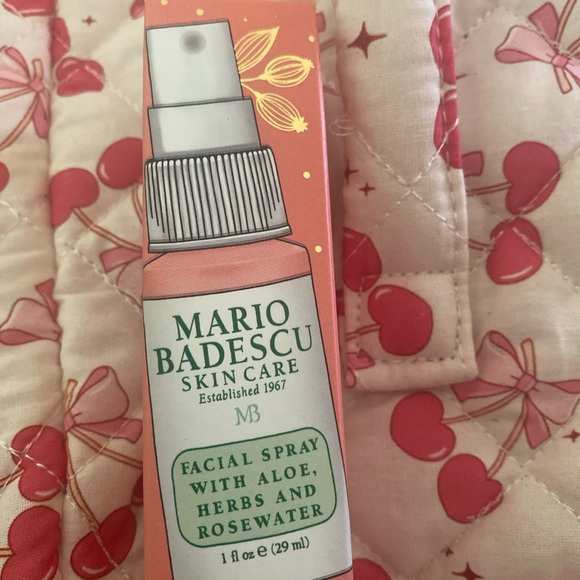 MARIO
BADESCU
SKIN CARE
Established 1967
MB
FACIAL SPRAY
WITH ALOE,
HERBS AND
ROSEWATER
1 fl oz e (29 ml)